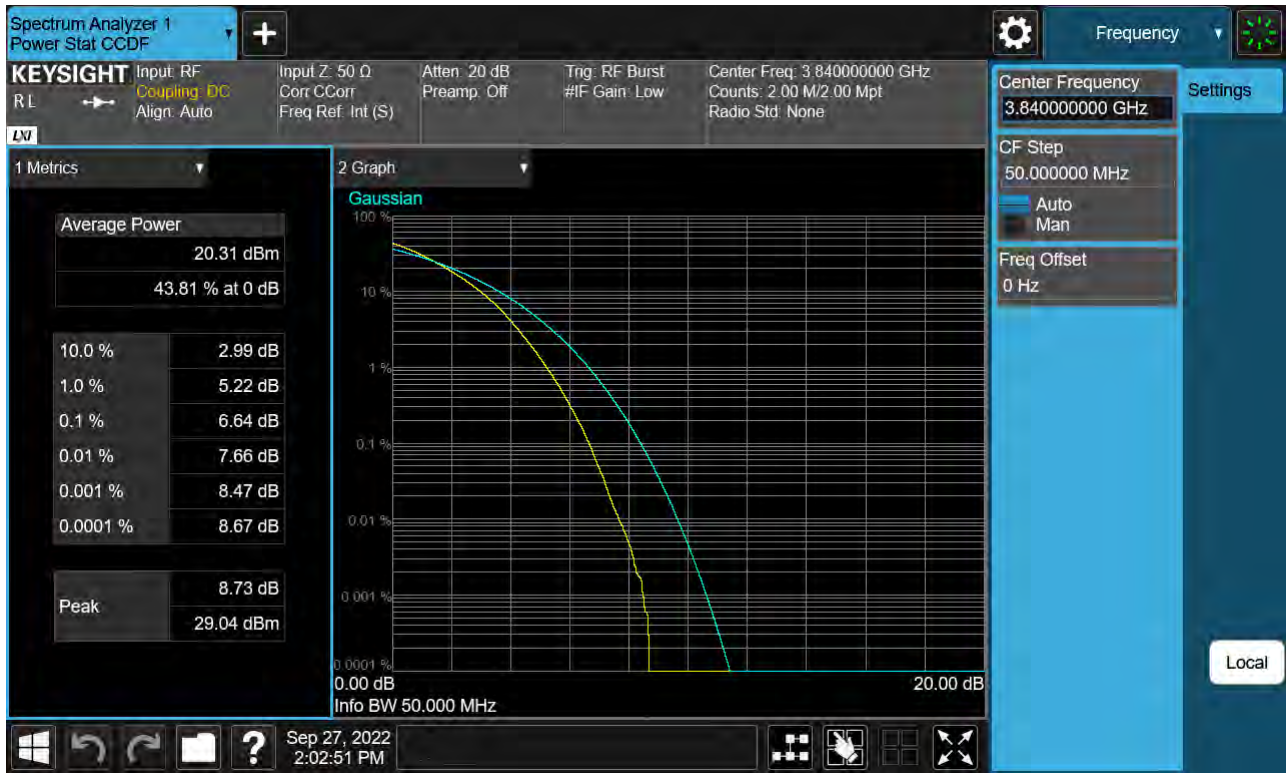 Spectrum Analyzer 1
Power Stat CCDF
Frequency
KEYSIGHT
RL
LXI
Input: RF
Coupling: DC
Align: Auto
Input Z: 50 Ω
Corr CCorr
Freq Ref: Int (S)
Atten: 20 dB
Preamp: Off
Trig: RF Burst
#IF Gain: Low
Center Freq: 3.840000000 GHz
Counts: 2.00 M/2.00 Mpt
Radio Std: None
Center Frequency
3.840000000 GHz
Settings
CF Step
50.000000 MHz
Auto
Man
Freq Offset
0 Hz
1 Metrics
Average Power
20.31 dBm
43.81 % at 0 dB
10.0 % 2.99 dB
1.0 % 5.22 dB
0.1 % 6.64 dB
0.01 % 7.66 dB
0.001 % 8.47 dB
0.0001 % 8.67 dB
Peak
8.73 dB
29.04 dBm
2 Graph
Gaussian
100 %
10 %
1 %
0.1 %
0.01 %
0.001 %
0.0001 %
0.00 dB 20.00 dB
Info BW 50.000 MHz
Local
?
Sep 27, 2022
2:02:51 PM